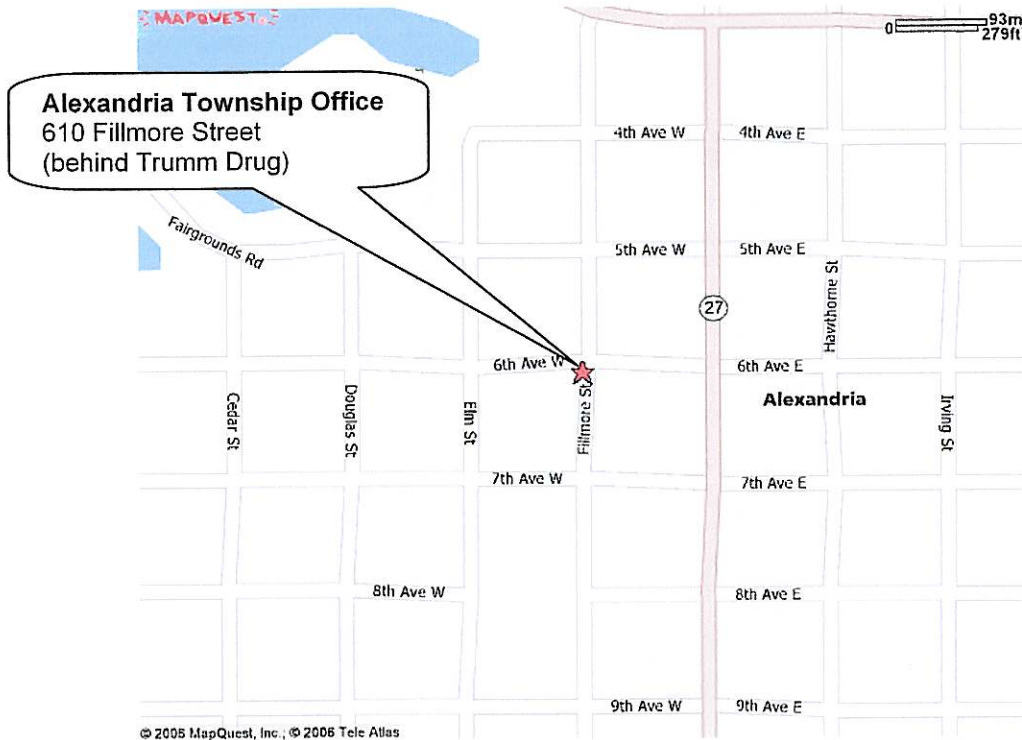 MAPQUEST
0 93m
279ft
Alexandria Township Office
610 Fillmore Street
(behind Trumm Drug)
4th Ave W
4th Ave E
Fairgrounds Rd
5th Ave W
5th Ave E
Hawthorne St
27
6th Ave W
6th Ave E
Alexandria
Cedar St
Douglas St
Elm St
Fillmore St
Irving St
7th Ave W
7th Ave E
8th Ave W
8th Ave E
9th Ave W
9th Ave E
© 2006 MapQuest, Inc.; © 2006 Tele Atlas